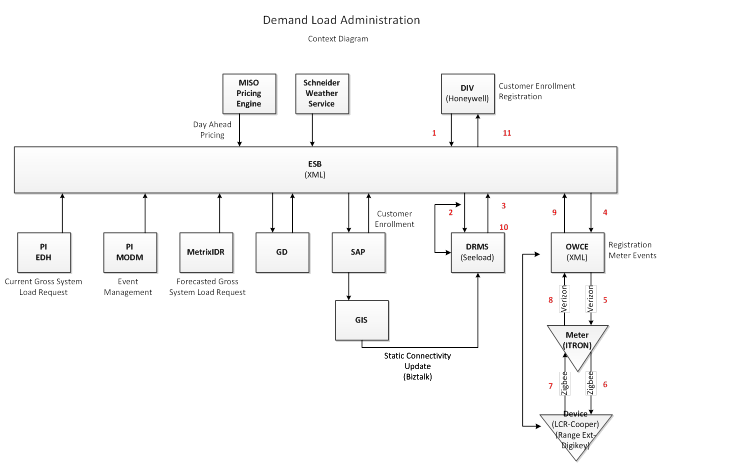 Demand Load Administration
Context Diagram
MISO
Pricing
Engine
Schneider
Weather
Service
DIV
(Honeywell)
Customer Enrollment
Registration
Day Ahead
Pricing
1
11
ESB
(XML)
Customer
Enrollment
2
3
10
9
4
PI
EDH
PI
MODM
MetrixIDR
GD
SAP
DRMS
(Seeload)
OWCE
(XML)
Registration
Meter Events
Current Gross System
Load Request
Event
Management
Forecasted Gross
System Load Request
8
Verizon
Verizon
5
GIS
Meter
(ITRON)
Static Connectivity
Update
(Biztalk)
7
Zigbee
Zigbee
6
Device
(LCR-Cooper)
(Range Ext-
Digikey)